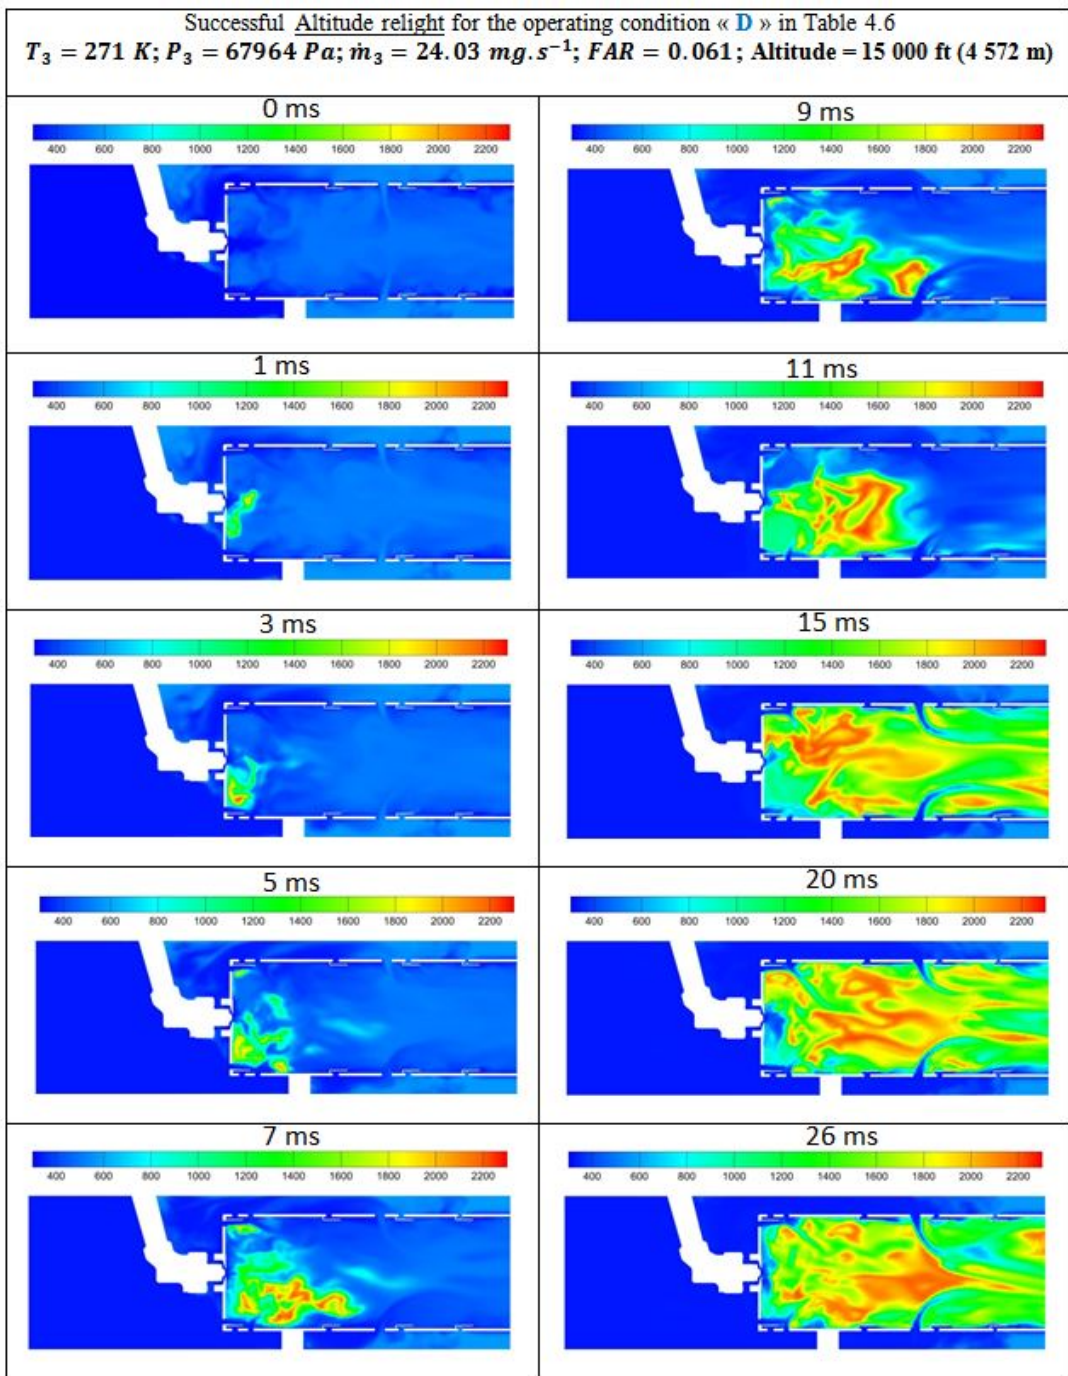 Successful Altitude relight for the operating condition « D » in Table 4.6
T₃ = 271 K; P₃ = 67964 Pa; ṁ₃ = 24.03 mg.s⁻¹; FAR = 0.061; Altitude = 15 000 ft (4 572 m)
0 ms
400 600 800 1000 1200 1400 1600 1800 2000 2200
9 ms
400 600 800 1000 1200 1400 1600 1800 2000 2200
1 ms
400 600 800 1000 1200 1400 1600 1800 2000 2200
11 ms
400 600 800 1000 1200 1400 1600 1800 2000 2200
3 ms
400 600 800 1000 1200 1400 1600 1800 2000 2200
15 ms
400 600 800 1000 1200 1400 1600 1800 2000 2200
5 ms
400 600 800 1000 1200 1400 1600 1800 2000 2200
20 ms
400 600 800 1000 1200 1400 1600 1800 2000 2200
7 ms
400 600 800 1000 1200 1400 1600 1800 2000 2200
26 ms
400 600 800 1000 1200 1400 1600 1800 2000 2200